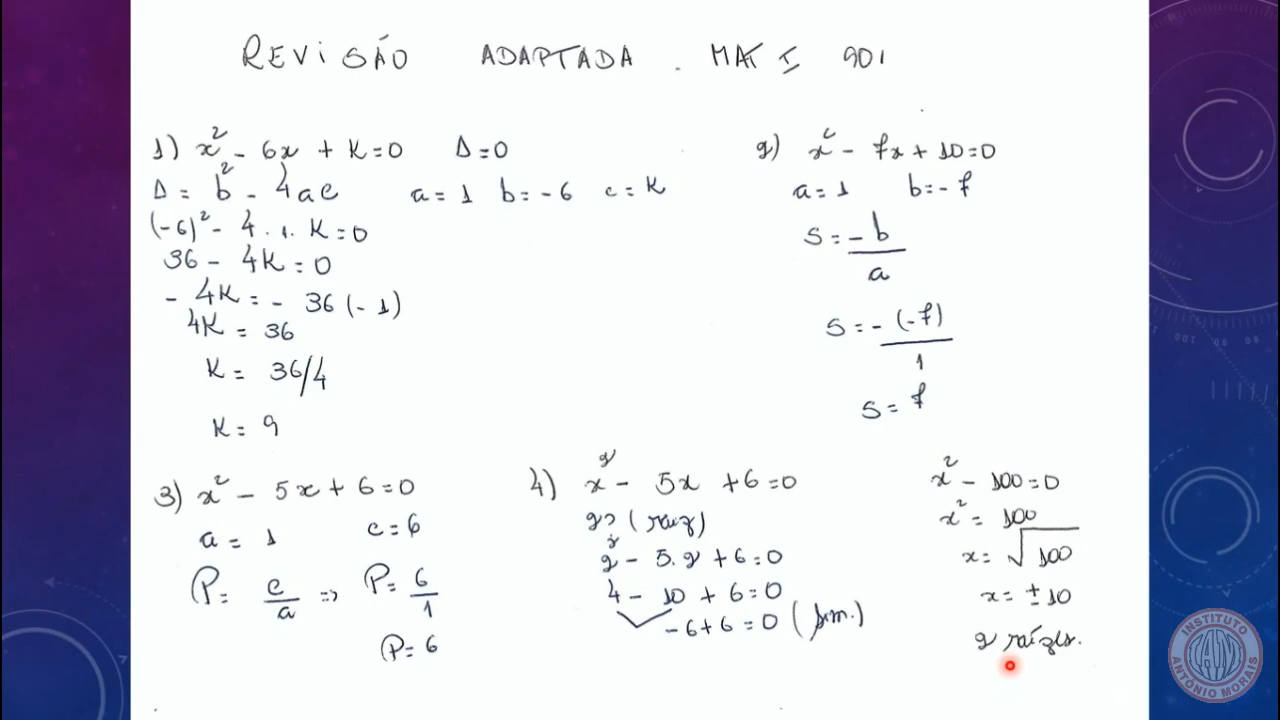 REVISÃO ADAPTADA. MAT I 901
1) x² - 6x + K = 0 Δ = 0
Δ = b² - 4ac a = 1 b = -6 c = K
(-6)² - 4 . 1 . K = 0
36 - 4K = 0
- 4K = - 36 (- 1)
4K = 36
K = 36/4
K = 9
2) x² - 7x + 10 = 0
a = 1 b = - 7
S = - b
a
S = - (-7)
1
S = 7
3) x² - 5x + 6 = 0
a = 1 c = 6
P = c/a => P = 6/1
P = 6
4) x² - 5x + 6 = 0
2? (raiz)
2² - 5.2 + 6 = 0
4 - 10 + 6 = 0
-6 + 6 = 0 (sim.)
x² - 100 = 0
x² = 100
x = √100
x = ± 10
2 raízes.
INSTITUTO
IAM
ANTÔNIO MORAIS